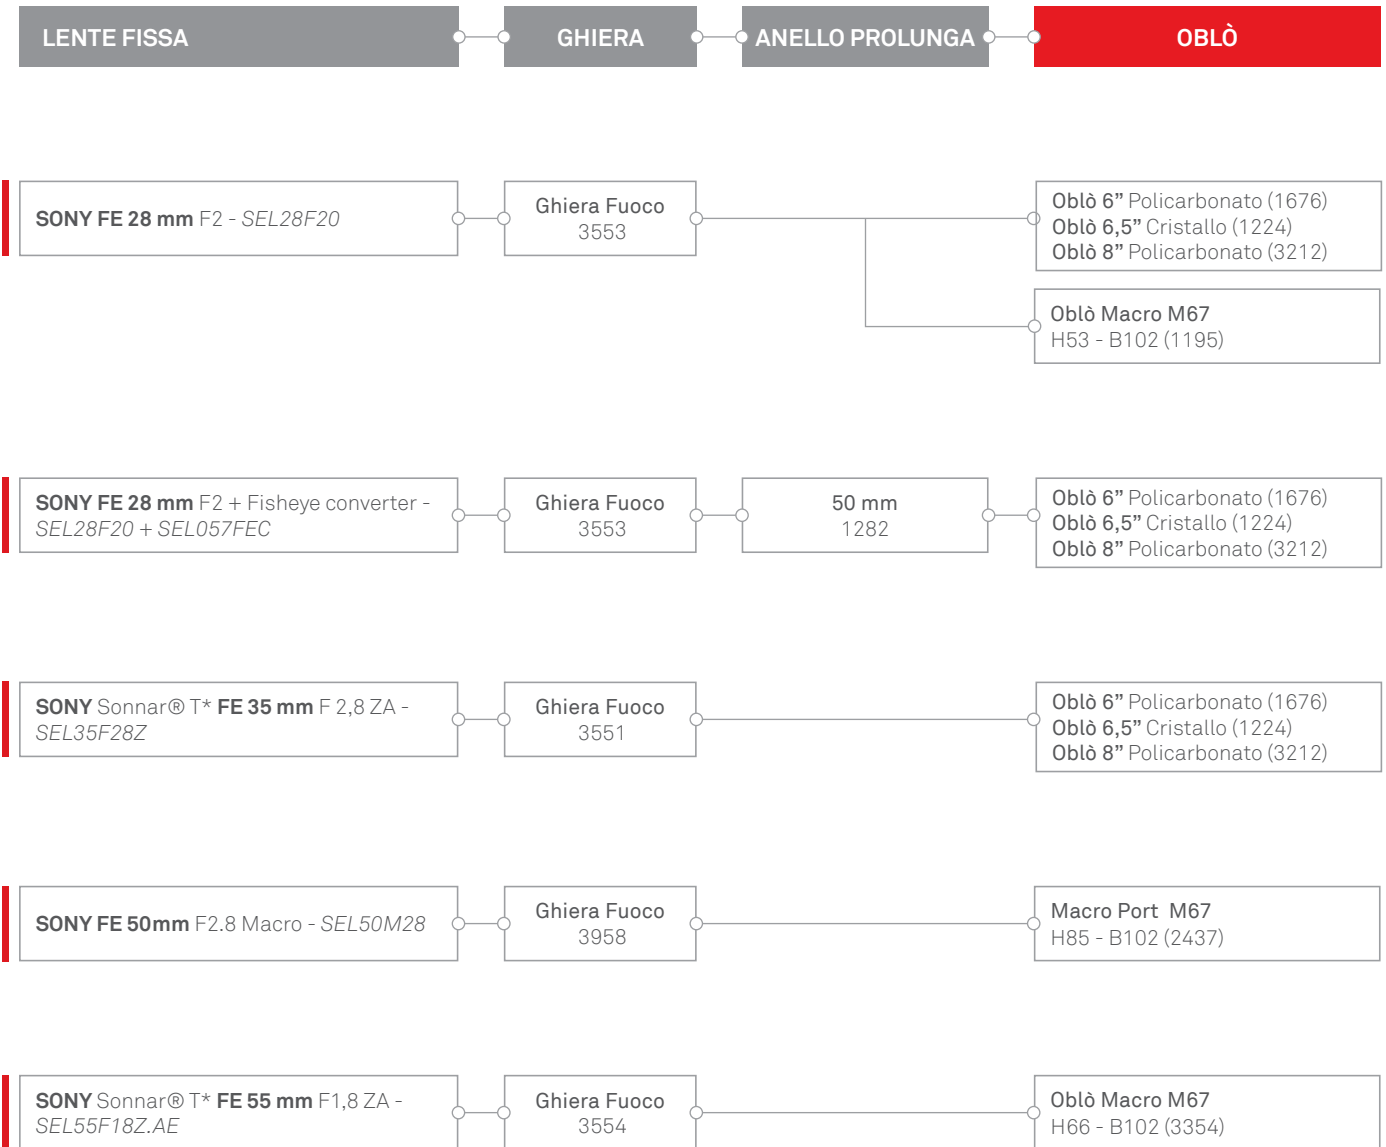 LENTE FISSA GHIERA ANELLO PROLUNGA OBLÒ
SONY FE 28 mm F2 - SEL28F20
Ghiera Fuoco
3553
Oblò 6” Policarbonato (1676)
Oblò 6,5” Cristallo (1224)
Oblò 8” Policarbonato (3212)
Oblò Macro M67
H53 - B102 (1195)
SONY FE 28 mm F2 + Fisheye converter -
SEL28F20 + SEL057FEC
Ghiera Fuoco
3553
50 mm
1282
Oblò 6” Policarbonato (1676)
Oblò 6,5” Cristallo (1224)
Oblò 8” Policarbonato (3212)
SONY Sonnar® T* FE 35 mm F 2,8 ZA -
SEL35F28Z
Ghiera Fuoco
3551
Oblò 6” Policarbonato (1676)
Oblò 6,5” Cristallo (1224)
Oblò 8” Policarbonato (3212)
SONY FE 50mm F2.8 Macro - SEL50M28
Ghiera Fuoco
3958
Macro Port M67
H85 - B102 (2437)
SONY Sonnar® T* FE 55 mm F1,8 ZA -
SEL55F18Z.AE
Ghiera Fuoco
3554
Oblò Macro M67
H66 - B102 (3354)